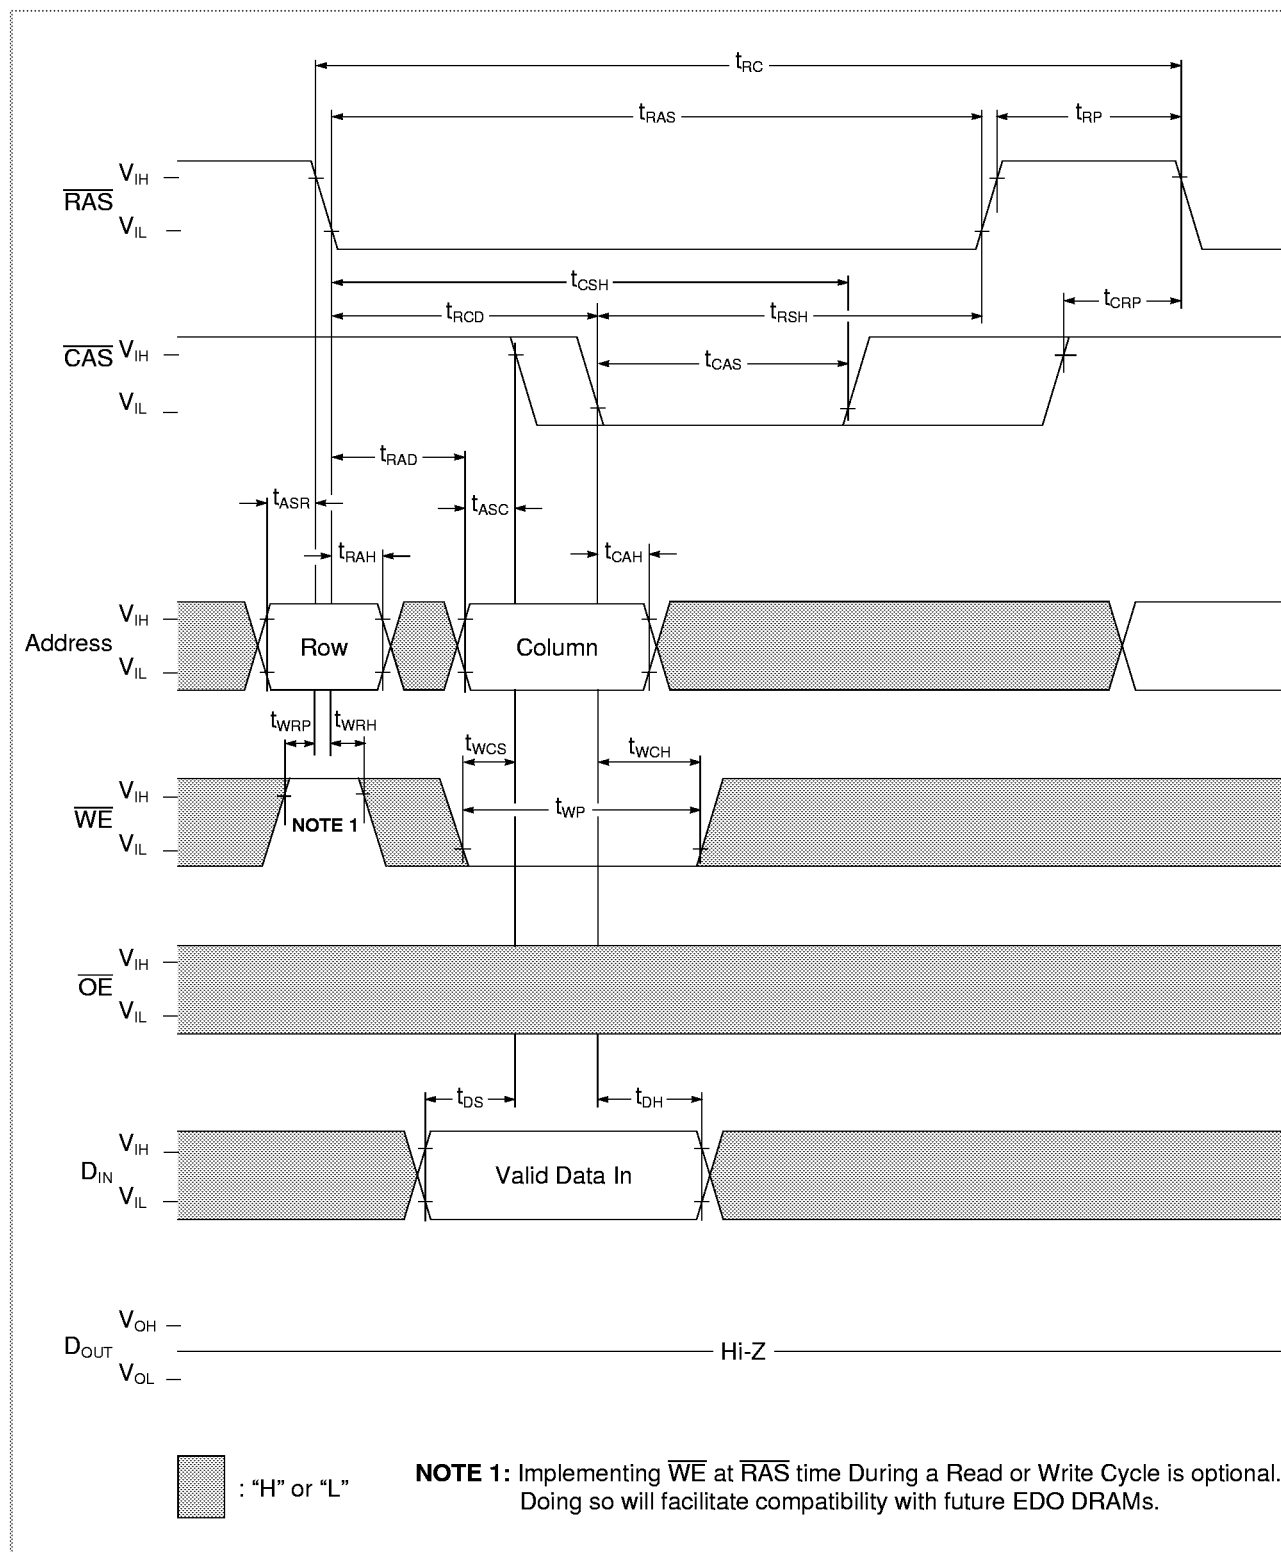 tRC
tRAS tRP
VIH
RAS
VIL
tCSH
tCRP
tRCD tRSH
CAS VIH
tCAS
VIL
tRAD
tASR tASC
tRAH tCAH
VIH
Address Row Column
VIL
tWRP tWRH
tWCS tWCH
VIH
tWP
WE NOTE 1
VIL
VIH
OE
VIL
tDS tDH
VIH
DIN Valid Data In
VIL
VOH
DOUT Hi-Z
VOL
: “H” or “L”
NOTE 1: Implementing WE at RAS time During a Read or Write Cycle is optional.
Doing so will facilitate compatibility with future EDO DRAMs.